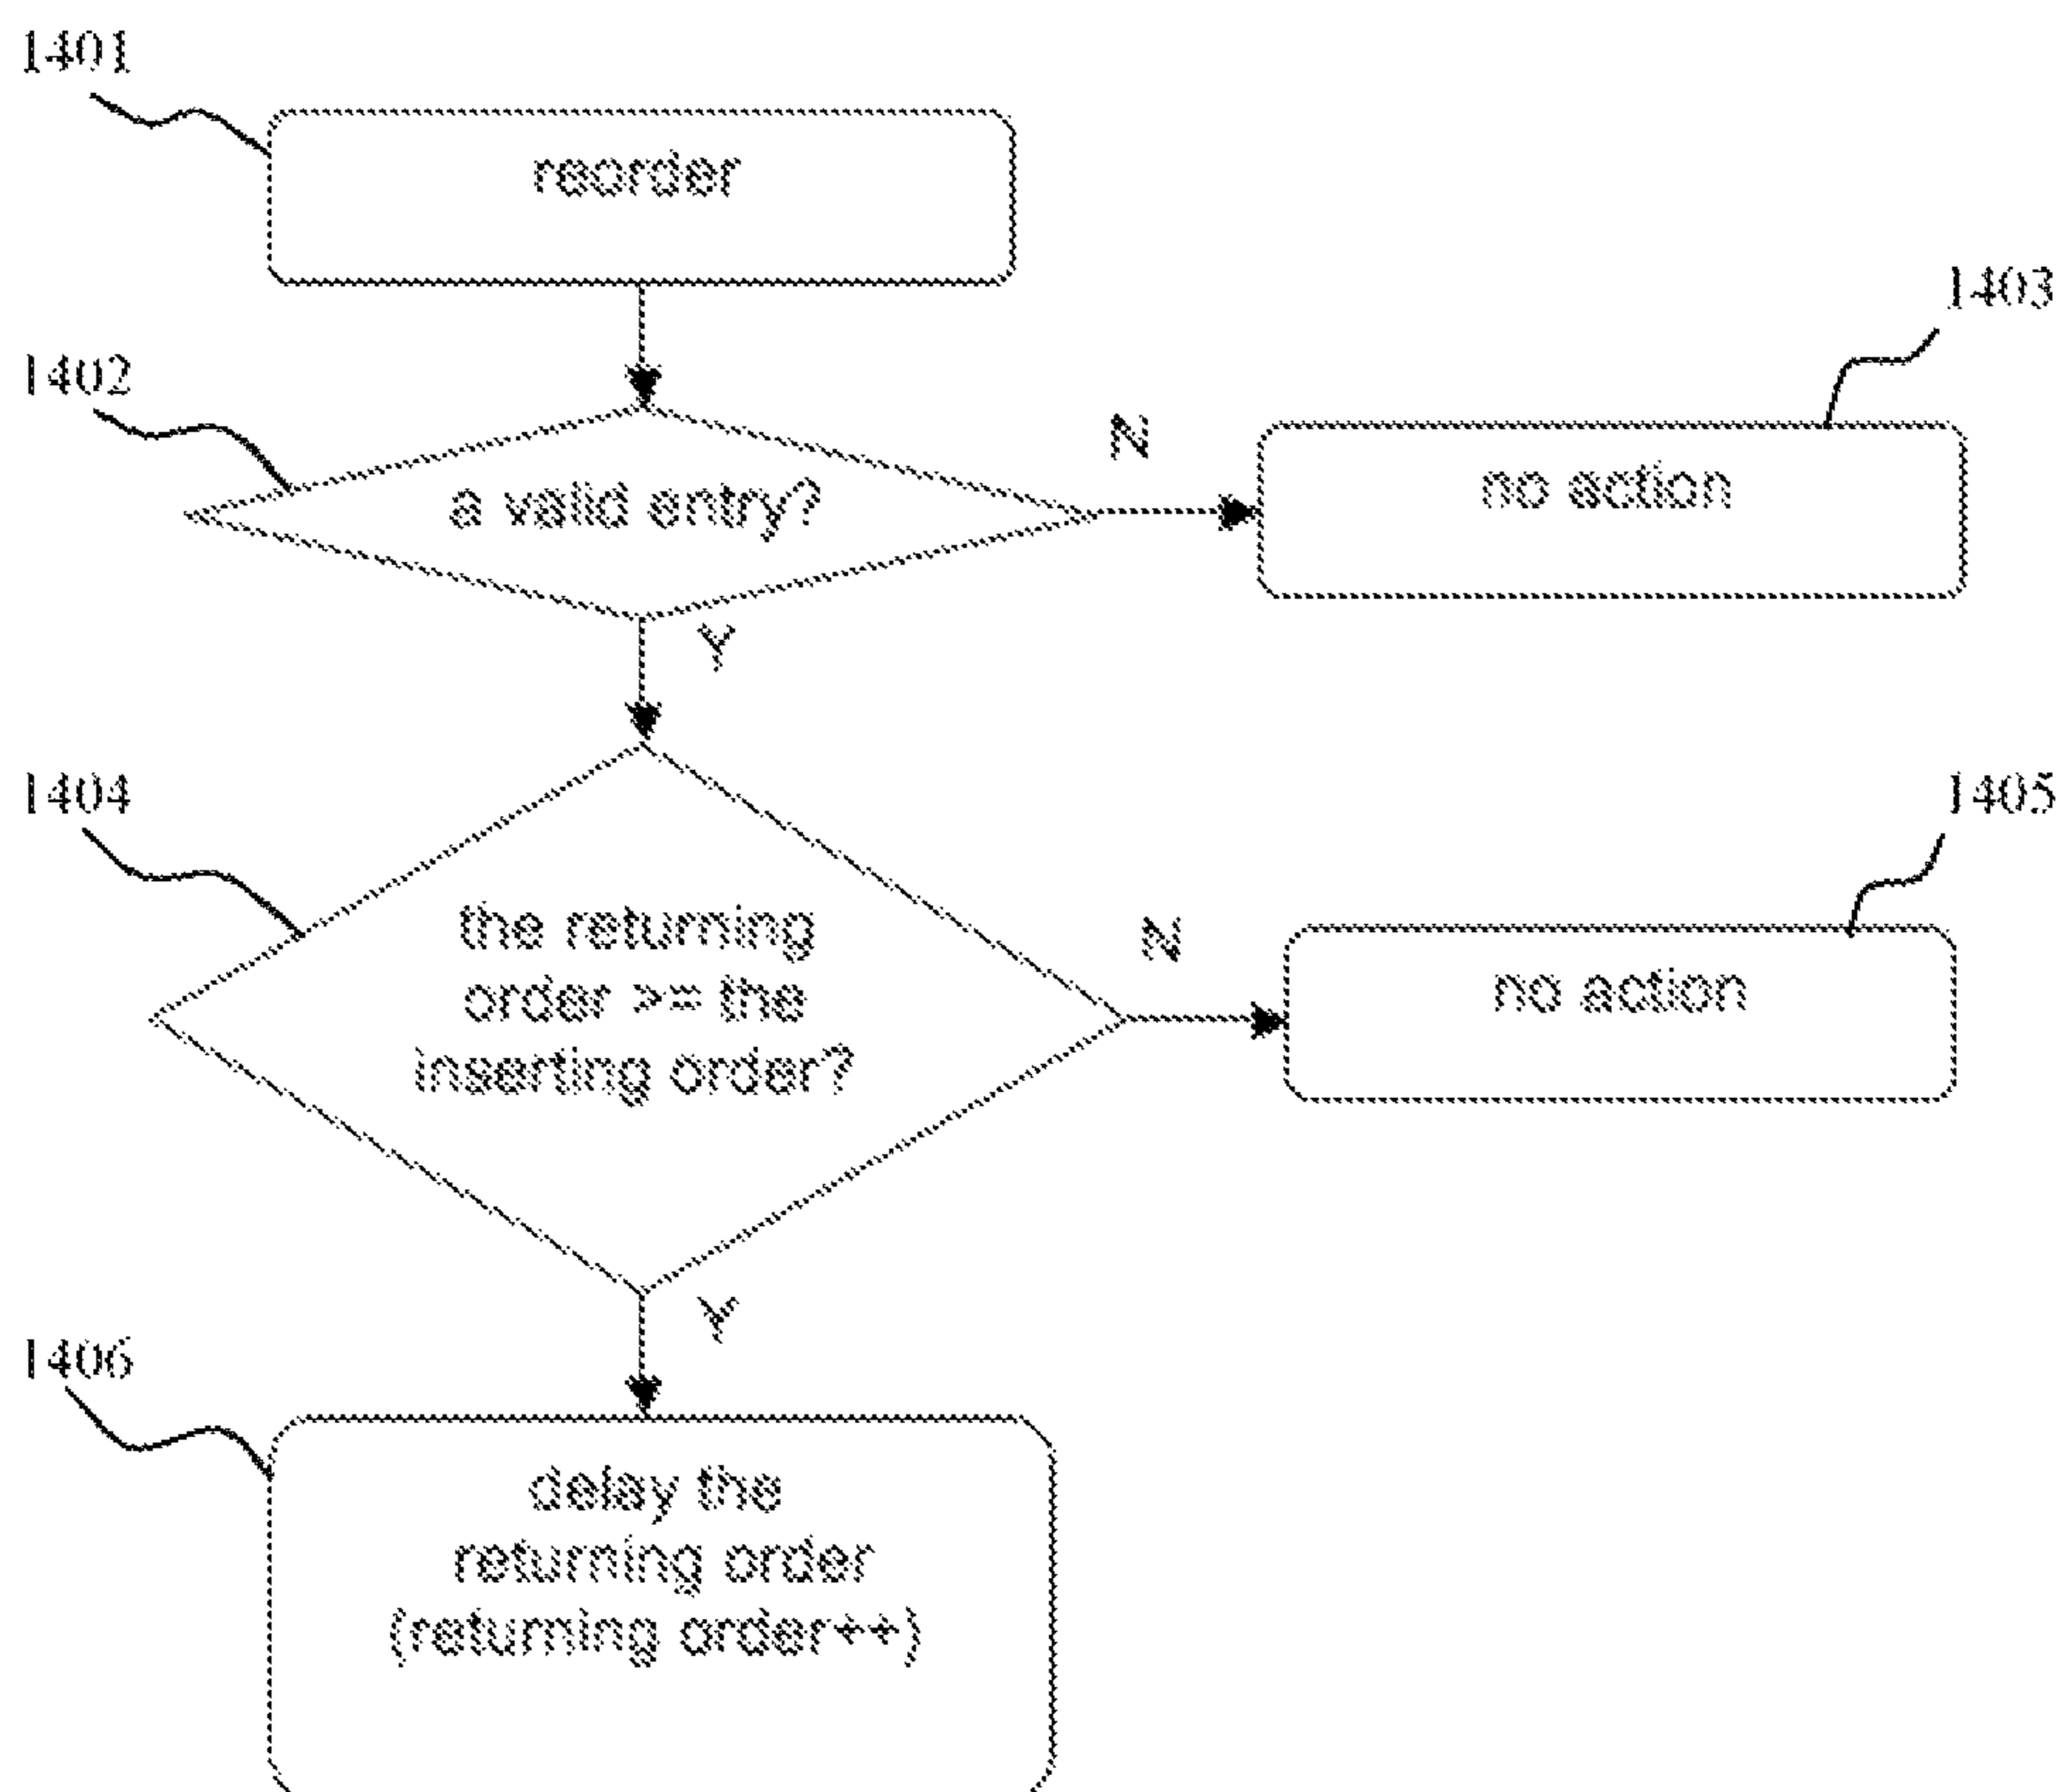 1401
reorder
1403
1402
N
a valid entry?
no action
Y
1404
1405
the returning
order >= the
inserting order?
N
no action
Y
1406
delay the
returning order
(returning order++)